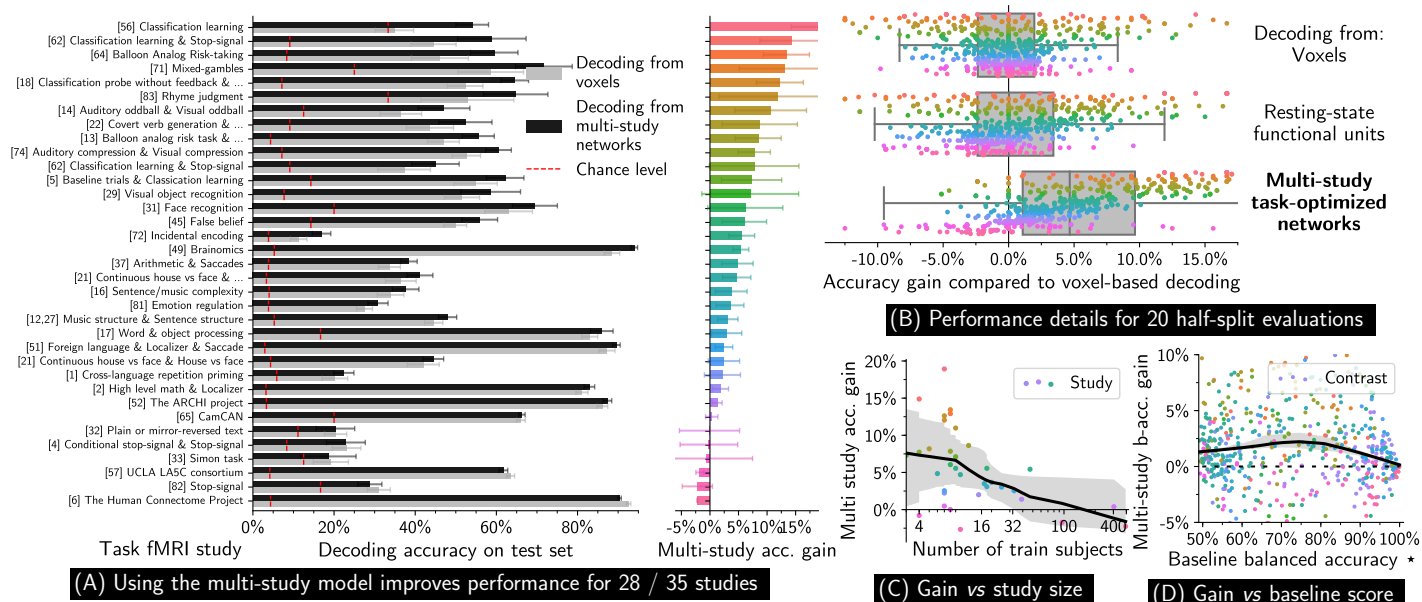 [56] Classification learning
[62] Classification learning & Stop-signal
[64] Balloon Analog Risk-taking
[71] Mixed-gambles
[18] Classification probe without feedback & ...
[83] Rhyme judgment
[14] Auditory oddball & Visual oddball
[22] Covert verb generation & ...
[13] Balloon analog risk task & ...
[74] Auditory compression & Visual compression
[62] Classification learning & Stop-signal
[5] Baseline trials & Classication learning
[29] Visual object recognition
[31] Face recognition
[45] False belief
[72] Incidental encoding
[49] Brainomics
[37] Arithmetic & Saccades
[21] Continuous house vs face & ...
[16] Sentence/music complexity
[81] Emotion regulation
[12,27] Music structure & Sentence structure
[17] Word & object processing
[51] Foreign language & Localizer & Saccade
[21] Continuous house vs face & House vs face
[1] Cross-language repetition priming
[2] High level math & Localizer
[52] The ARCHI project
[65] CamCAN
[32] Plain or mirror-reversed text
[4] Conditional stop-signal & Stop-signal
[33] Simon task
[57] UCLA LA5C consortium
[82] Stop-signal
[6] The Human Connectome Project
0% 20% 40% 60% 80%
Task fMRI study
Decoding accuracy on test set
Decoding from
voxels
Decoding from
multi-study
networks
Chance level
-5% 0% 5% 10% 15%
Multi-study acc. gain
(A) Using the multi-study model improves performance for 28 / 35 studies
Decoding from:
Voxels
Resting-state
functional units
Multi-study
task-optimized
networks
-10.0% -5.0% 0.0% 5.0% 10.0% 15.0%
Accuracy gain compared to voxel-based decoding
(B) Performance details for 20 half-split evaluations
Multi study acc. gain
20%
15%
10%
5%
0%
Study
4 16 32 100 400
Number of train subjects
(C) Gain vs study size
Multi-study b-acc. gain
10%
5%
0%
-5%
Contrast
50% 60% 70% 80% 90% 100%
Baseline balanced accuracy ⋆
(D) Gain vs baseline score